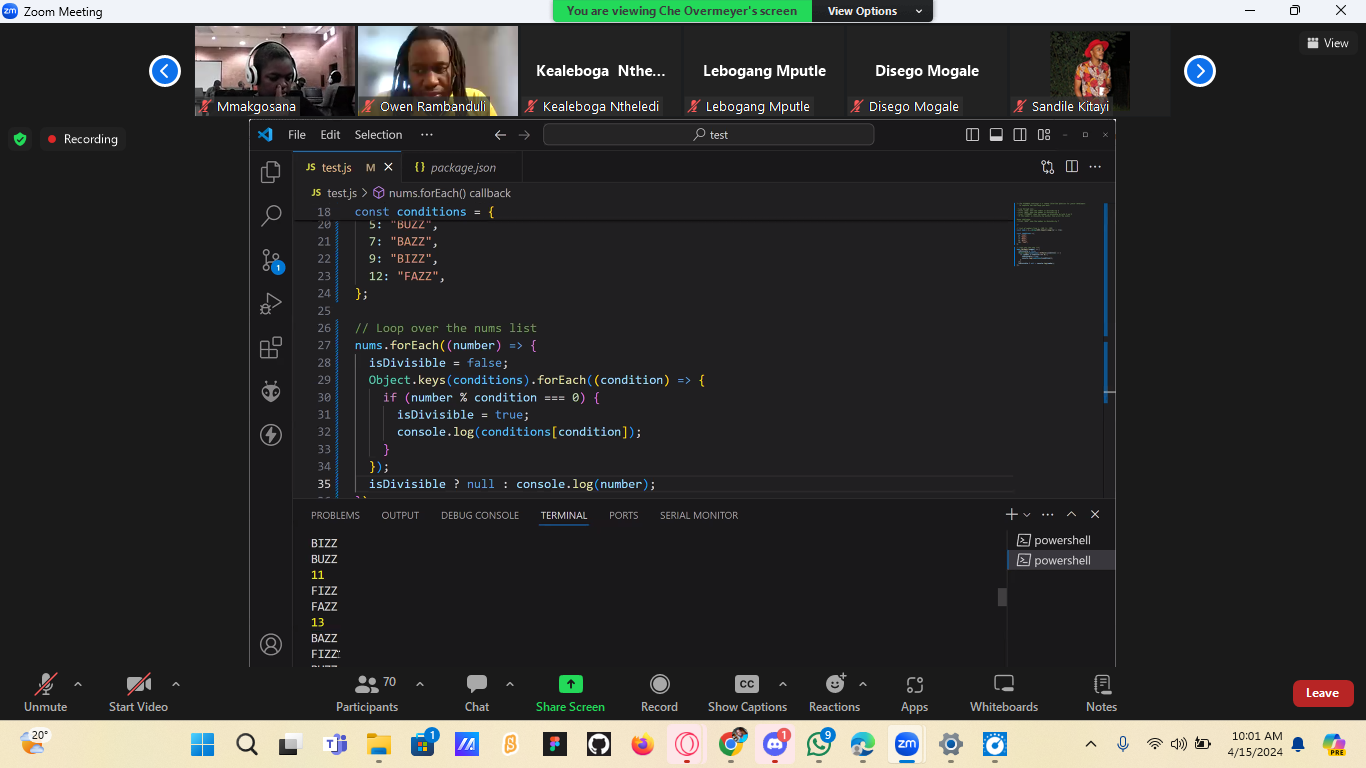 Zoom Meeting
You are viewing Che Overmeyer's screen
View Options
View
Kealeboga Nthe...
Lebogang Mputle
Disego Mogale
Mmakgosana
Owen Rambanduli
Kealeboga Ntheledi
Lebogang Mputle
Disego Mogale
Sandile Kitayi
Recording
File Edit Selection ···
test
JS test.js M
{} package.json
JS test.js > nums.forEach() callback
18 const conditions = {
20 5: "BUZZ",
21 7: "BAZZ",
22 9: "BIZZ",
23 12: "FAZZ",
24 };
25
26 // Loop over the nums list
27 nums.forEach((number) => {
28 isDivisible = false;
29 Object.keys(conditions).forEach((condition) => {
30 if (number % condition === 0) {
31 isDivisible = true;
32 console.log(conditions[condition]);
33 }
34 });
35 isDivisible ? null : console.log(number);
PROBLEMS OUTPUT DEBUG CONSOLE TERMINAL PORTS SERIAL MONITOR
BIZZ
BUZZ
11
FIZZ
FAZZ
13
BAZZ
FIZZ
powershell
powershell
1
Unmute
Start Video
Participants
70
Chat
Share Screen
Record
CC
Show Captions
Reactions
Apps
Whiteboards
Notes
Leave
20°
1
1
9
zm
PRE
10:01 AM
4/15/2024